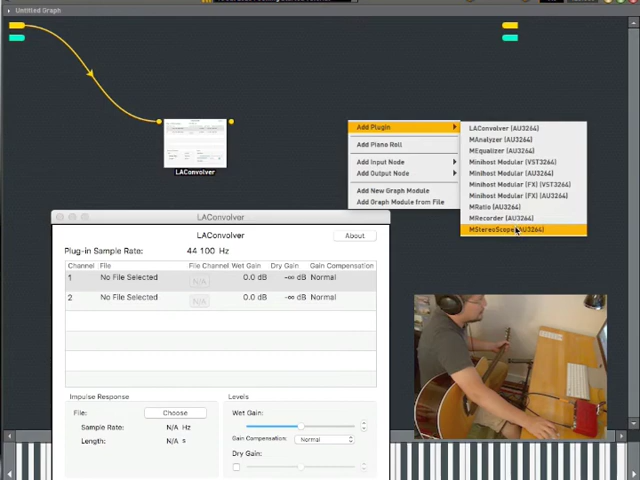 Untitled Graph
LAConvolver
Add Plugin
Add Piano Roll
Add Input Node
Add Output Node
Add New Graph Module
Add Graph Module from File
LAConvolver (AU3264)
MAnalyzer (AU3264)
MEqualizer (AU3264)
Minihost Modular (VST3264)
Minihost Modular (AU3264)
Minihost Modular (FX) (VST3264)
Minihost Modular (FX) (AU3264)
MRatio (AU3264)
MRecorder (AU3264)
MStereoScope (AU3264)
LAConvolver
LAConvolver
About
Plug-in Sample Rate: 44 100 Hz
Channel File File Channel Wet Gain Dry Gain Gain Compensation
1 No File Selected N/A 0.0 dB -∞ dB Normal
2 No File Selected N/A 0.0 dB -∞ dB Normal
Impulse Response
File: Choose
Sample Rate: N/A Hz
Length: N/A s
Levels
Wet Gain:
Gain Compensation: Normal
Dry Gain: